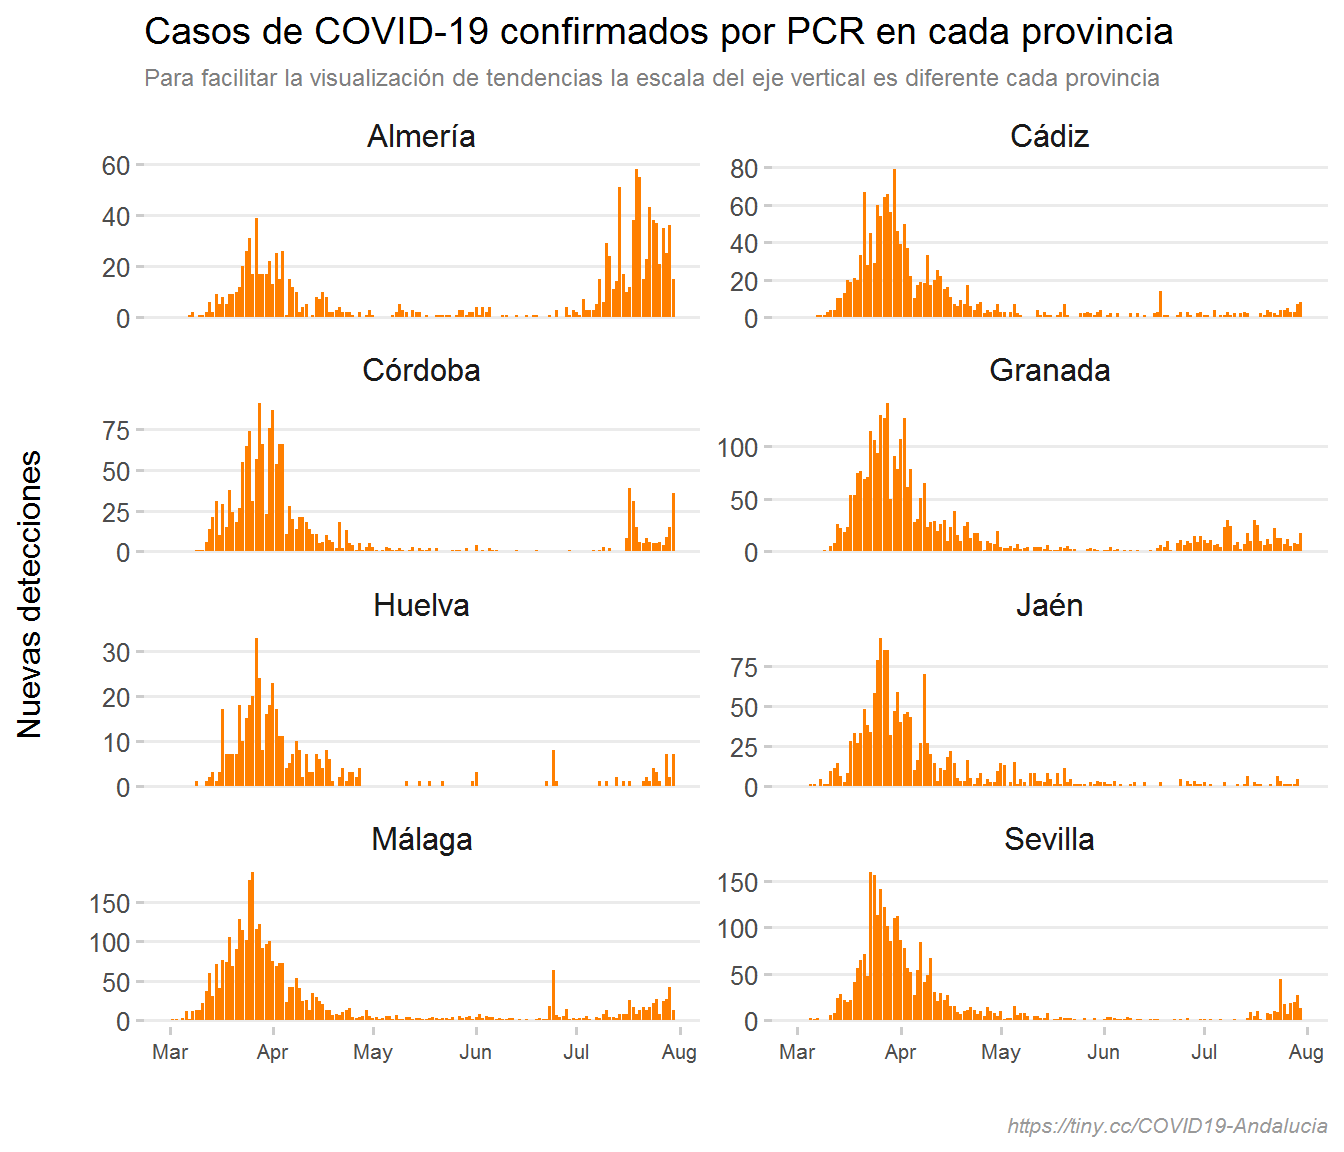 Casos de COVID-19 confirmados por PCR en cada provincia
Para facilitar la visualización de tendencias la escala del eje vertical es diferente cada provincia
Nuevas detecciones
Almería
60
40
20
0
Cádiz
80
60
40
20
0
Córdoba
75
50
25
0
Granada
100
50
0
Huelva
30
20
10
0
Jaén
75
50
25
0
Málaga
150
100
50
0
Mar Apr May Jun Jul Aug
Sevilla
150
100
50
0
Mar Apr May Jun Jul Aug
https://tiny.cc/COVID19-Andalucia